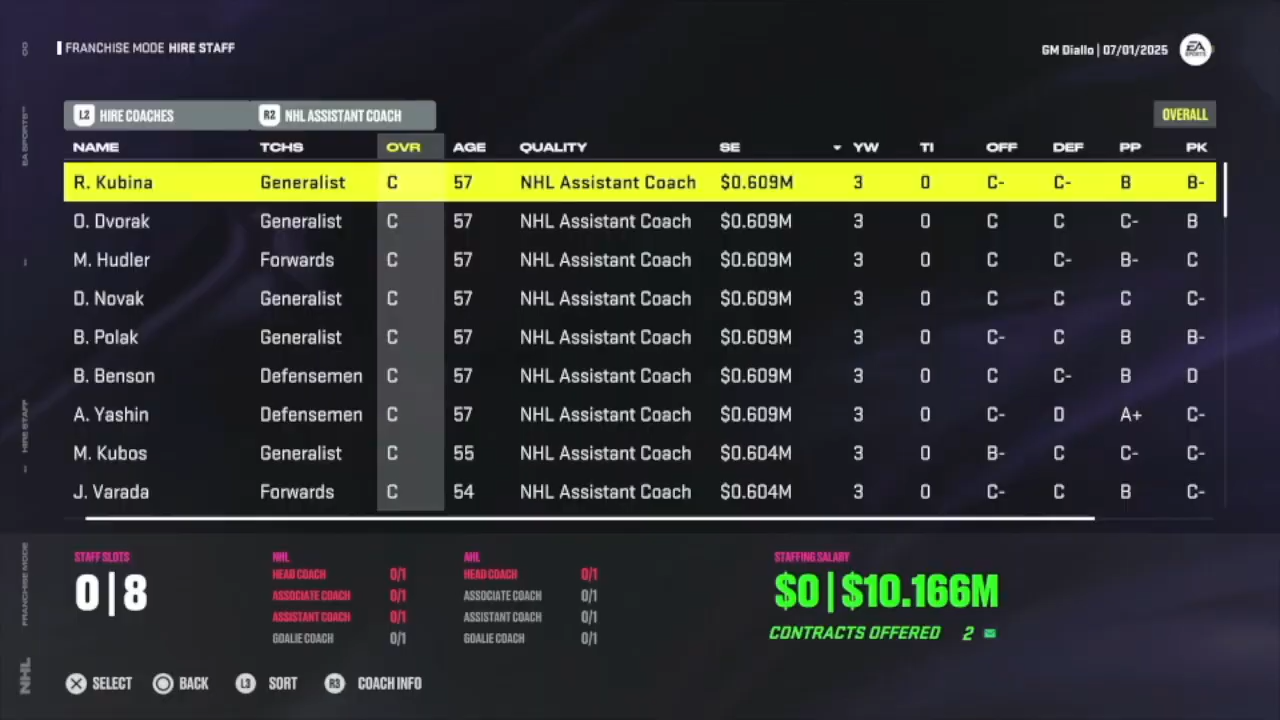 FRANCHISE MODE HIRE STAFF
GM Diallo | 07/01/2025
EA SPORTS
L2 HIRE COACHES R2 NHL ASSISTANT COACH OVERALL
NAME TCHS OVR AGE QUALITY SE YW TI OFF DEF PP PK
R. Kubina Generalist C 57 NHL Assistant Coach $0.609M 3 0 C- C- B B-
O. Dvorak Generalist C 57 NHL Assistant Coach $0.609M 3 0 C C C- B
M. Hudler Forwards C 57 NHL Assistant Coach $0.609M 3 0 C C- B- C
D. Novak Generalist C 57 NHL Assistant Coach $0.609M 3 0 C C C C-
B. Polak Generalist C 57 NHL Assistant Coach $0.609M 3 0 C- C B B-
B. Benson Defensemen C 57 NHL Assistant Coach $0.609M 3 0 C C- B D
A. Yashin Defensemen C 57 NHL Assistant Coach $0.609M 3 0 C- D A+ C-
M. Kubos Generalist C 55 NHL Assistant Coach $0.604M 3 0 B- C C- C-
J. Varada Forwards C 54 NHL Assistant Coach $0.604M 3 0 C- C B C-
STAFF SLOTS
0|8
NHL
HEAD COACH 0/1
ASSOCIATE COACH 0/1
ASSISTANT COACH 0/1
GOALIE COACH 0/1
AHL
HEAD COACH 0/1
ASSOCIATE COACH 0/1
ASSISTANT COACH 0/1
GOALIE COACH 0/1
STAFFING SALARY
$0|$10.166M
CONTRACTS OFFERED 2
SELECT BACK L3 SORT R3 COACH INFO
EA SPORTS™
HIRE STAFF
FRANCHISE MODE
NHL